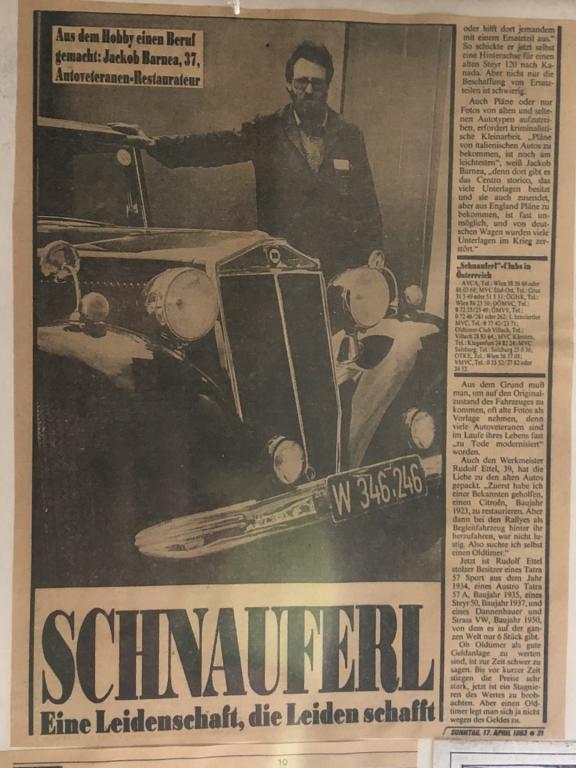 Aus dem Hobby einen Beruf
gemacht: Jackob Barnea, 37,
Autoveteranen-Restaurateur
W 346.246
SCHNAUFERL
Eine Leidenschaft, die Leiden schafft
oder hilft dort jemandem
mit einem Ersatzteil aus."
So schickte er jetzt selbst
eine Hinterachse für einen
alten Steyr 120 nach Ka-
nada. Aber nicht nur die
Beschaffung von Ersatz-
teilen ist schwierig.
Auch Pläne oder nur
Fotos von alten und selte-
nen Autotypen aufzutrei-
ben, erfordert kriminalisti-
sche Kleinarbeit. „Pläne
von italienischen Autos zu
bekommen, ist noch am
leichtesten", weiß Jackob
Barnea, „denn dort gibt es
das Centro storico, das
viele Unterlagen besitzt
und sie auch zusendet,
aber aus England Pläne zu
bekommen, ist fast un-
möglich, und von deut-
schen Wagen wurden viele
Unterlagen im Krieg zer-
stört."
„Schnauferl"-Clubs in
Österreich
Aus dem Grund muß
man, um auf den Original-
zustand des Fahrzeuges zu
kommen, oft alte Fotos als
Vorlage nehmen, denn
viele Autoveteranen sind
im Laufe ihres Lebens fast
„zu Tode modernisiert"
worden.
Auch den Werkmeister
Rudolf Ettel, 39, hat die
Liebe zu den alten Autos
gepackt. „Zuerst habe ich
einer Bekannten geholfen,
einen Citroën, Baujahr
1923, zu restaurieren. Aber
dann bei den Rallyes als
Begleitfahrzeug hinter ihr
herzufahren, war nicht lu-
stig. Also suchte ich selbst
einen Oldtimer."
Jetzt ist Rudolf Ettel
stolzer Besitzer eines Tatra
57 Sport aus dem Jahr
1934, eines Austro Tatra
57 A, Baujahr 1935, eines
Steyr 50, Baujahr 1937, und
eines Dannenhauer und
Strass VW, Baujahr 1950,
von dem es auf der gan-
zen Welt nur 6 Stück gibt.
Ob Oldtimer als gute
Geldanlage zu werten
sind, ist zur Zeit schwer zu
sagen. Bis vor kurzer Zeit
stiegen die Preise sehr
stark, jetzt ist ein Stagnie-
ren des Wertes zu beob-
achten. Aber einen Old-
timer legt man sich ja nicht
wegen des Geldes zu.
SONNTAG, 17. APRIL 1983 ● 31
10